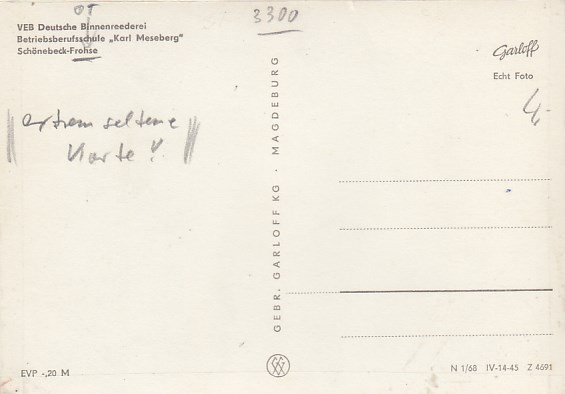 OT
3300
VEB Deutsche Binnenreederei
Betriebsberufsschule „Karl Meseberg"
Schönebeck-Frohse
Garloff
Echt Foto
4,-
extrem seltene
Karte!
GEBR. GARLOFF KG · MAGDEBURG
EVP -,20 M
N 1/68 IV-14-45 Z 4691